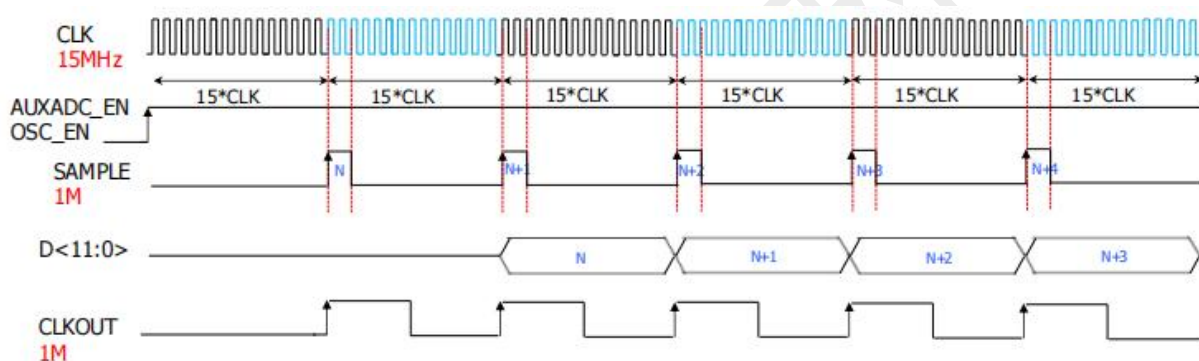 CLK
15MHz
15*CLK 15*CLK 15*CLK 15*CLK 15*CLK 15*CLK
AUXADC_EN
OSC_EN
SAMPLE N N+1 N+2 N+3 N+4
1M
D<11:0> N N+1 N+2 N+3
CLKOUT
1M